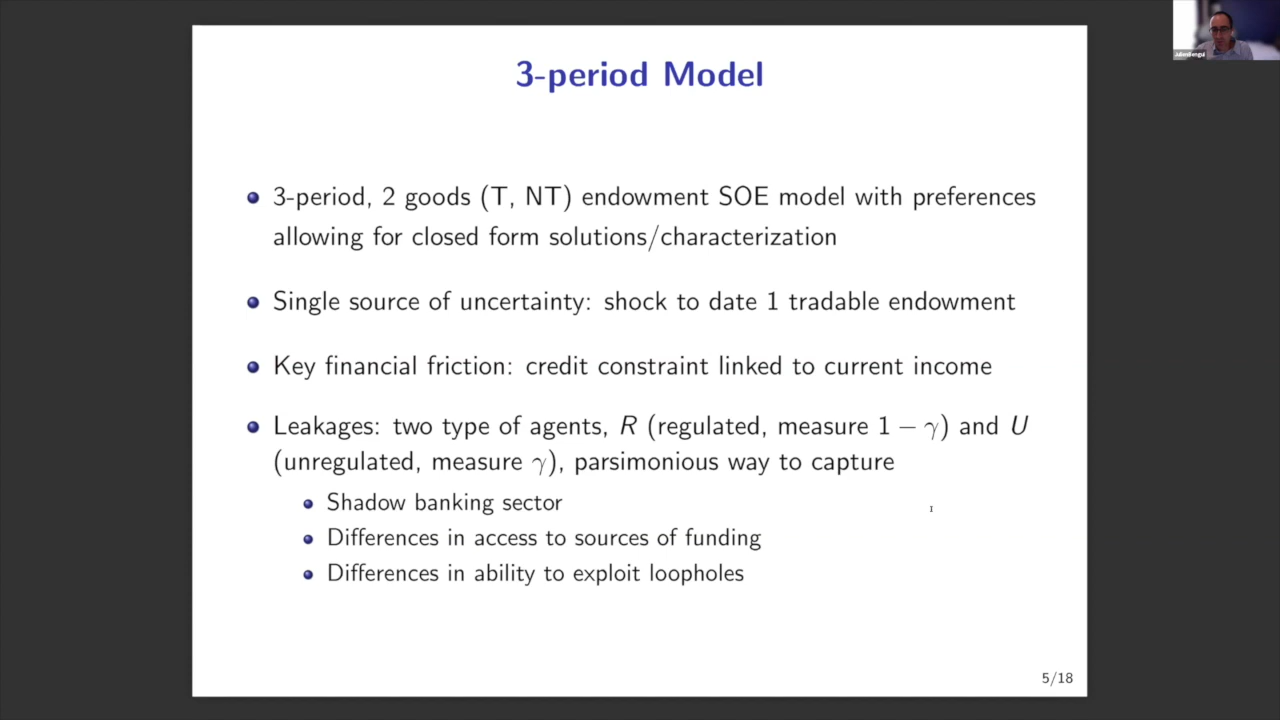 3-period Model
3-period, 2 goods (T, NT) endowment SOE model with preferences
allowing for closed form solutions/characterization
Single source of uncertainty: shock to date 1 tradable endowment
Key financial friction: credit constraint linked to current income
Leakages: two type of agents, R (regulated, measure 1 − γ) and U
(unregulated, measure γ), parsimonious way to capture
Shadow banking sector
Differences in access to sources of funding
Differences in ability to exploit loopholes
5/18